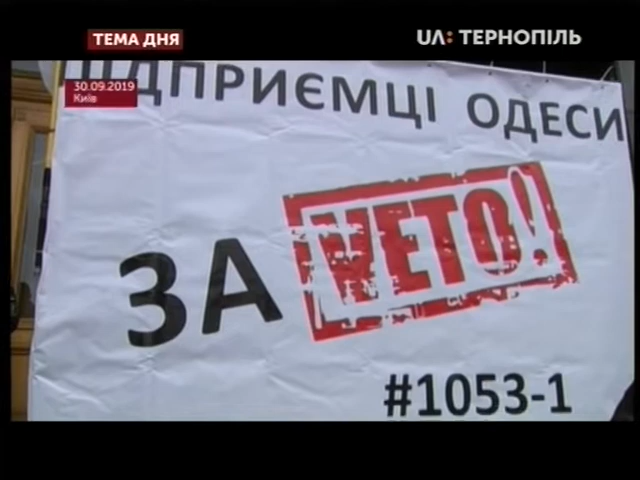 ТЕМА ДНЯ
UA: ТЕРНОПІЛЬ
30.09.2019
Київ
ПІДПРИЄМЦІ ОДЕСИ
ЗА VETO!
#1053-1